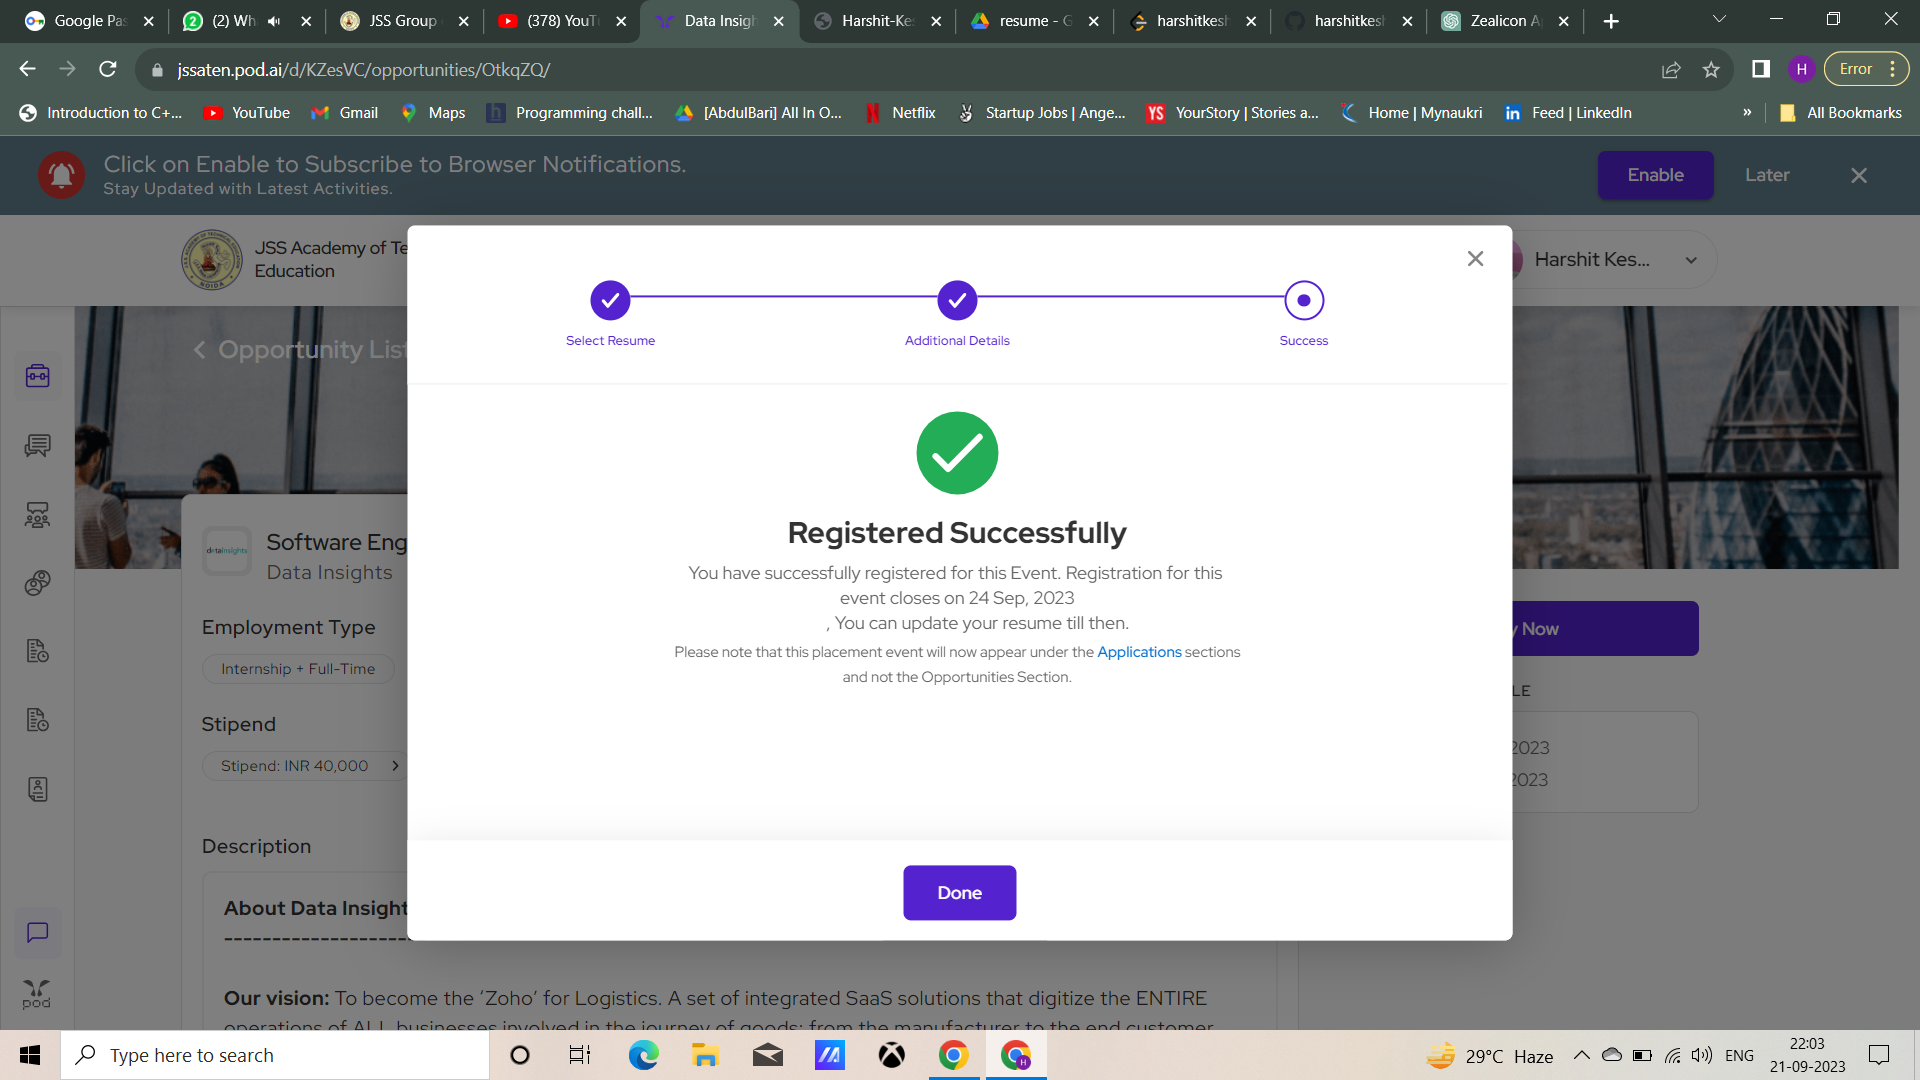 Google Pas
(2) Wh
JSS Group
(378) YouTu
Data Insigh
Harshit-Kes
resume - G
harshitkesh
harshitkesh
Zealicon A
jssaten.pod.ai/d/KZesVC/opportunities/OtkqZQ/
H
Error
Introduction to C+...
YouTube
Gmail
Maps
Programming chall...
[AbdulBari] All In O...
Netflix
Startup Jobs | Ange...
YourStory | Stories a...
Home | Mynaukri
Feed | LinkedIn
»
All Bookmarks
Click on Enable to Subscribe to Browser Notifications.
Stay Updated with Latest Activities.
Enable
Later
JSS Academy of Te
Education
Harshit Kes...
Select Resume
Additional Details
Success
Opportunity List
Registered Successfully
You have successfully registered for this Event. Registration for this
event closes on 24 Sep, 2023
, You can update your resume till then.
Please note that this placement event will now appear under the Applications sections
and not the Opportunities Section.
Done
datainsights
Software Eng
Data Insights
Employment Type
Internship + Full-Time
Stipend
Stipend: INR 40,000
Description
About Data Insight
--------------------
Our vision: To become the ‘Zoho’ for Logistics. A set of integrated SaaS solutions that digitize the ENTIRE
operations of ALL businesses involved in the journey of goods: from the manufacturer to the end customer
y Now
LE
2023
2023
pod
Type here to search
29°C Haze
ENG
22:03
21-09-2023